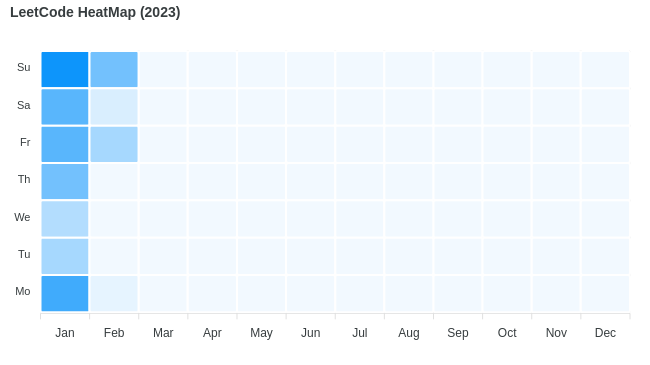 LeetCode HeatMap (2023)
Su
Sa
Fr
Th
We
Tu
Mo
Jan Feb Mar Apr May Jun Jul Aug Sep Oct Nov Dec